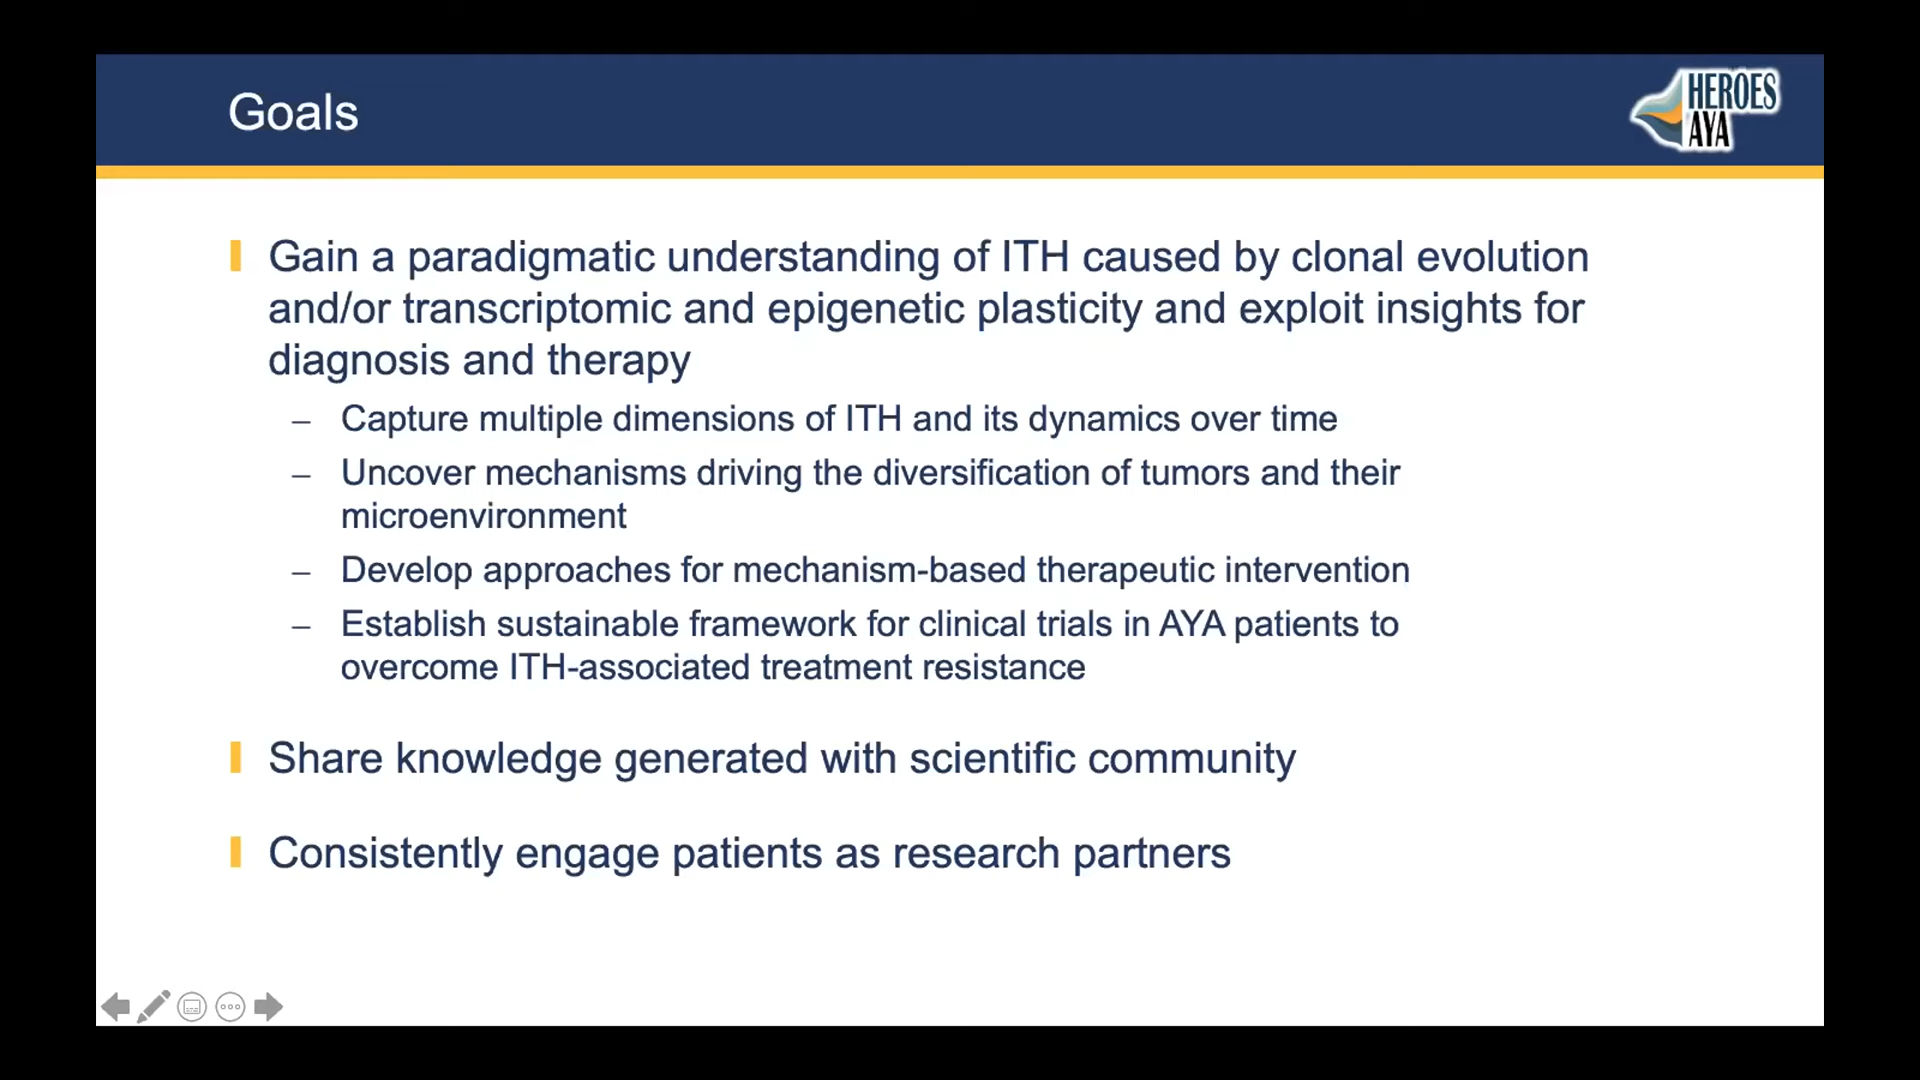 Goals
HEROES
AYA
Gain a paradigmatic understanding of ITH caused by clonal evolution
and/or transcriptomic and epigenetic plasticity and exploit insights for
diagnosis and therapy
– Capture multiple dimensions of ITH and its dynamics over time
– Uncover mechanisms driving the diversification of tumors and their
microenvironment
– Develop approaches for mechanism-based therapeutic intervention
– Establish sustainable framework for clinical trials in AYA patients to
overcome ITH-associated treatment resistance
Share knowledge generated with scientific community
Consistently engage patients as research partners